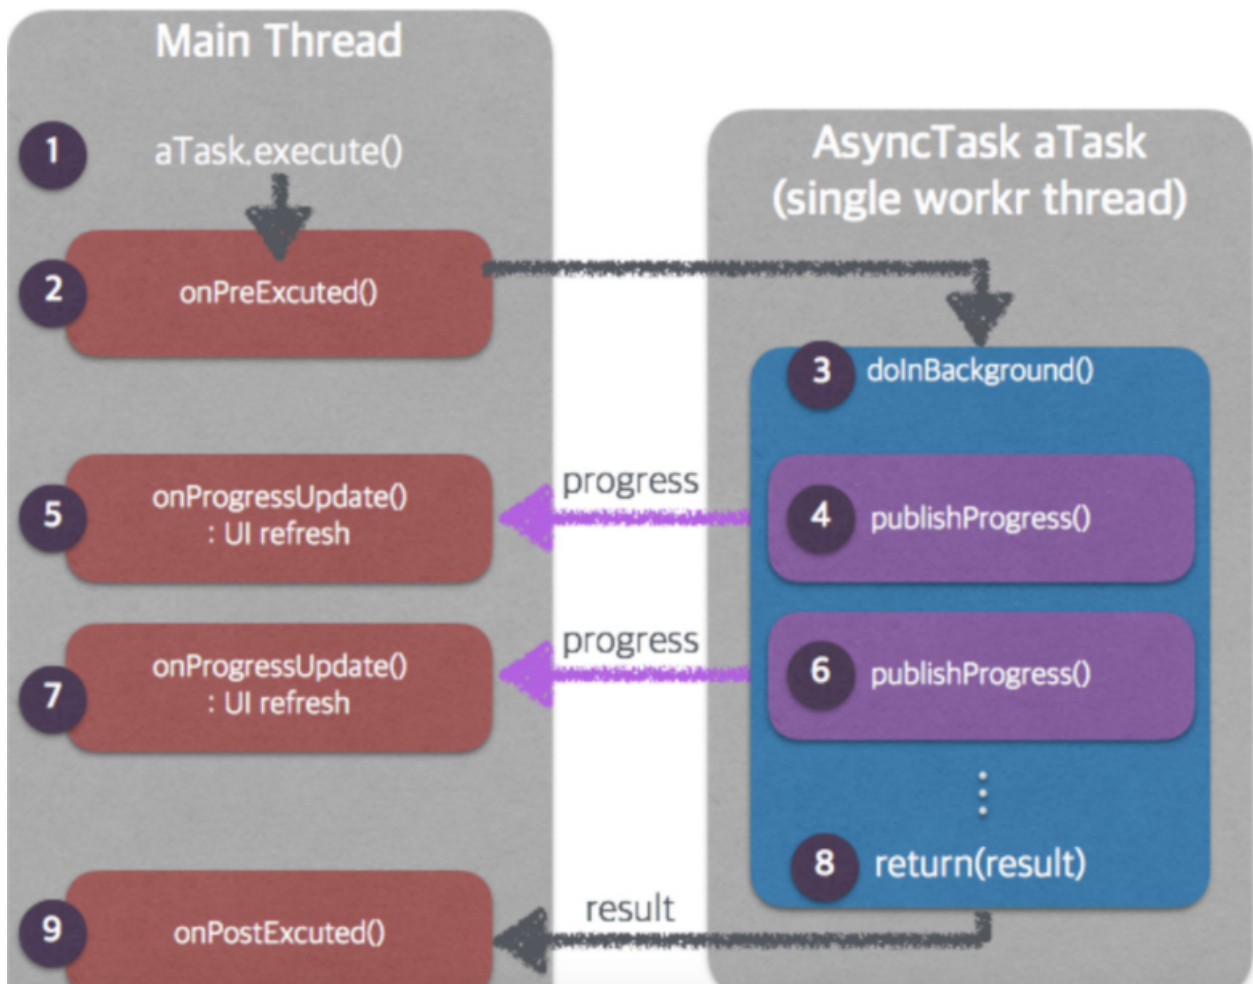 Main Thread
1
aTask.execute()
AsyncTask aTask
(single workr thread)
2
onPreExcuted()
3
doInBackground()
progress
5
onProgressUpdate()
: UI refresh
4
publishProgress()
progress
7
onProgressUpdate()
: UI refresh
6
publishProgress()
8
return(result)
result
9
onPostExcuted()